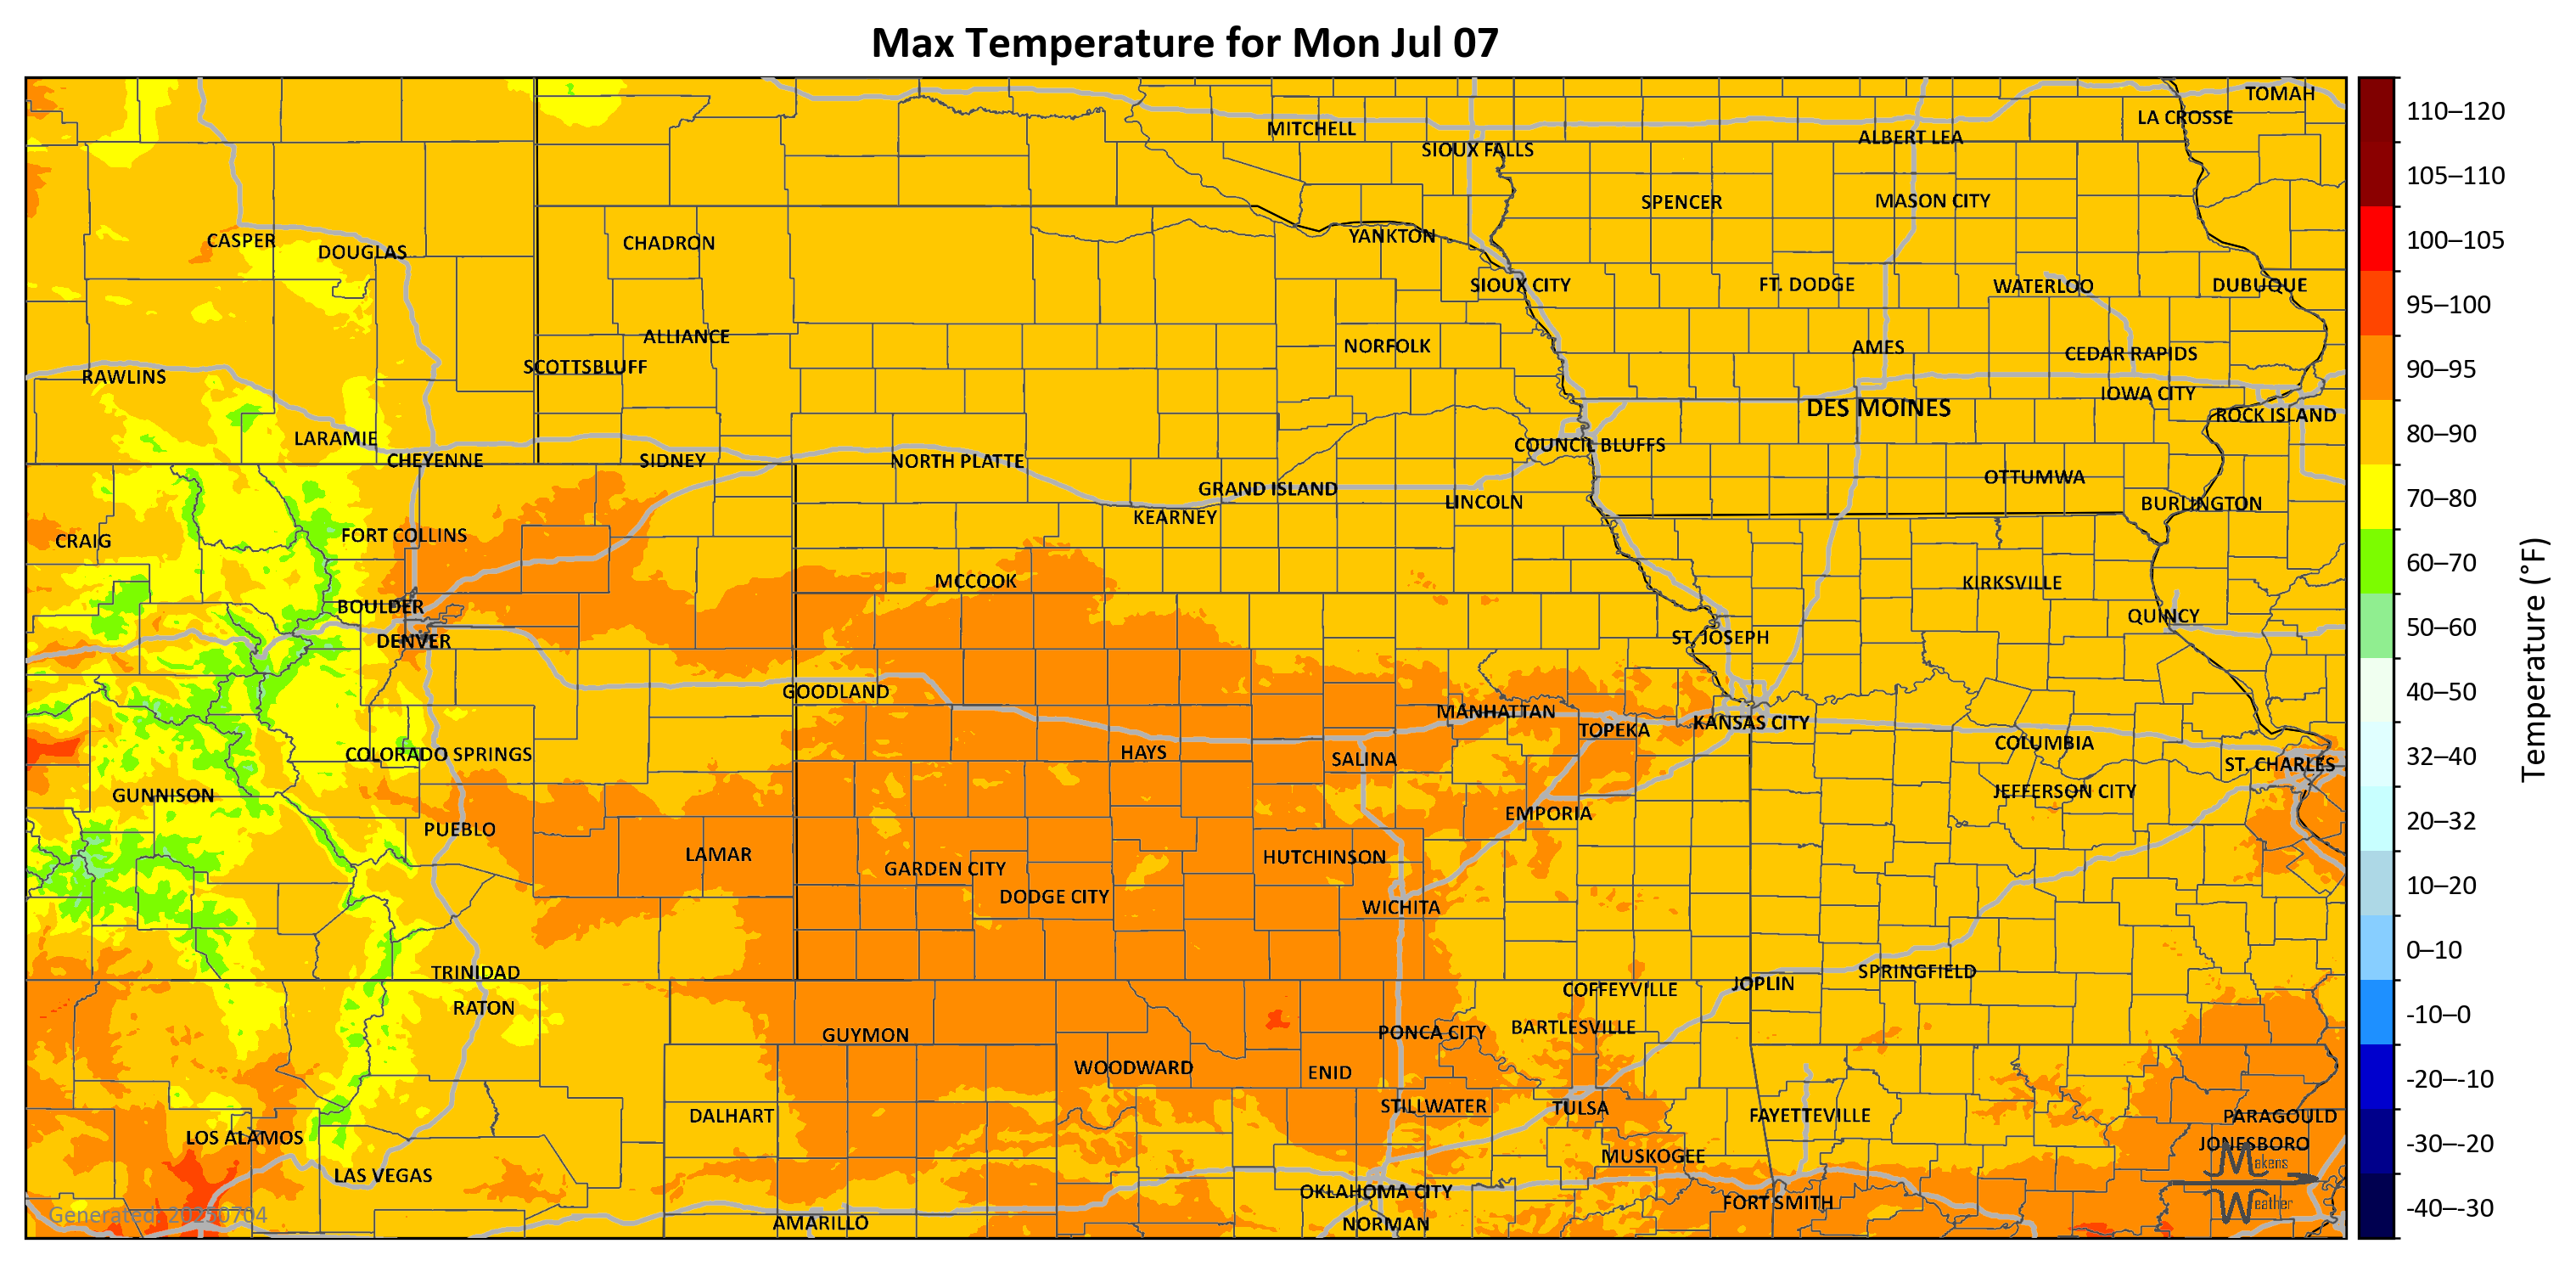 Max Temperature for Mon Jul 07
TOMAH
LA CROSSE
MITCHELL
ALBERT LEA
SIOUX FALLS
SPENCER
MASON CITY
CASPER
DOUGLAS
CHADRON
YANKTON
SIOUX CITY
FT. DODGE
WATERLOO
DUBUQUE
ALLIANCE
NORFOLK
AMES
CEDAR RAPIDS
RAWLINS
SCOTTSBLUFF
IOWA CITY
DES MOINES
ROCK ISLAND
LARAMIE
COUNCIL BLUFFS
CHEYENNE
SIDNEY
NORTH PLATTE
OTTUMWA
GRAND ISLAND
LINCOLN
BURLINGTON
KEARNEY
CRAIG
FORT COLLINS
MCCOOK
KIRKSVILLE
BOULDER
QUINCY
DENVER
ST. JOSEPH
GOODLAND
MANHATTAN
TOPEKA
KANSAS CITY
COLUMBIA
COLORADO SPRINGS
HAYS
SALINA
ST. CHARLES
GUNNISON
JEFFERSON CITY
EMPORIA
PUEBLO
LAMAR
HUTCHINSON
GARDEN CITY
DODGE CITY
WICHITA
TRINIDAD
SPRINGFIELD
JOPLIN
COFFEYVILLE
RATON
GUYMON
PONCA CITY
BARTLESVILLE
WOODWARD
ENID
STILLWATER
TULSA
DALHART
FAYETTEVILLE
PARAGOULD
LOS ALAMOS
JONESBORO
MUSKOGEE
LAS VEGAS
OKLAHOMA CITY
FORT SMITH
AMARILLO
NORMAN
Generated: 20250704
Makens
Weather
110–120
105–110
100–105
95–100
90–95
80–90
70–80
60–70
50–60
40–50
32–40
20–32
10–20
0–10
-10–0
-20–-10
-30–-20
-40–-30
Temperature (°F)